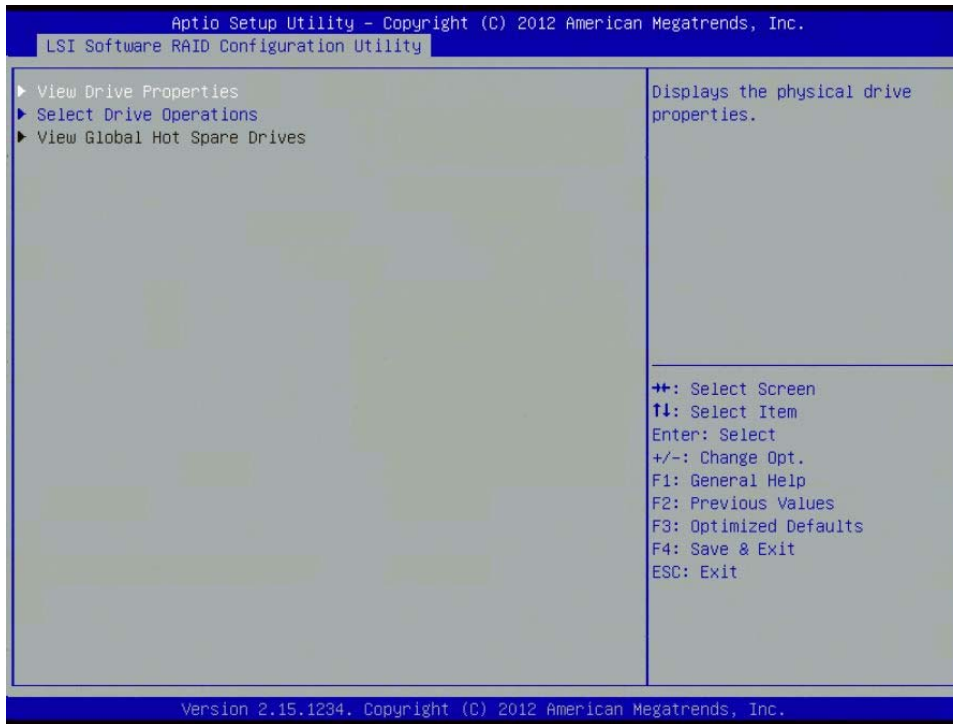 Aptio Setup Utility – Copyright (C) 2012 American Megatrends, Inc.
LSI Software RAID Configuration Utility
▶ View Drive Properties
▶ Select Drive Operations
▶ View Global Hot Spare Drives
Displays the physical drive
properties.
→←: Select Screen
↑↓: Select Item
Enter: Select
+/-: Change Opt.
F1: General Help
F2: Previous Values
F3: Optimized Defaults
F4: Save & Exit
ESC: Exit
Version 2.15.1234. Copyright (C) 2012 American Megatrends, Inc.